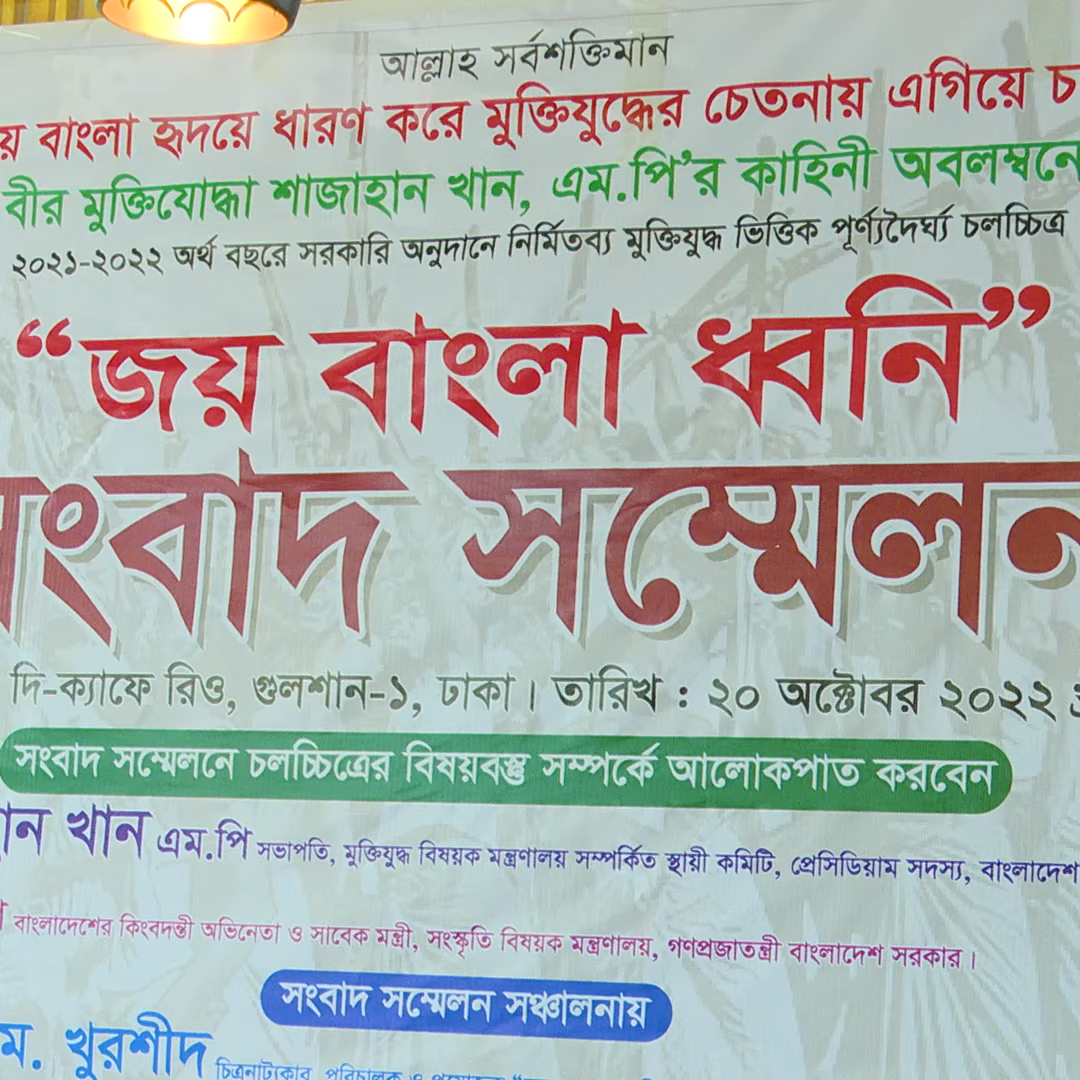 আল্লাহ সর্বশক্তিমান
বাংলা হৃদয়ে ধারণ করে মুক্তিযুদ্ধের চেতনায় এগিয়ে
বীর মুক্তিযোদ্ধা শাজাহান খান, এম.পি'র কাহিনী অবলম্বনে
২০২১-২০২২ অর্থ বছরে সরকারি অনুদানে নির্মিতব্য মুক্তিযুদ্ধ ভিত্তিক পূর্ণ্যদৈর্ঘ্য চলচ্চিত্র
“জয় বাংলা ধ্বনি”
সংবাদ সম্মেলন
দি-ক্যাফে রিও, গুলশান-১, ঢাকা। তারিখ : ২০ অক্টোবর ২০২২
সংবাদ সম্মেলনে চলচ্চিত্রের বিষয়বস্তু সম্পর্কে আলোকপাত করবেন
খান এম.পি সভাপতি, মুক্তিযুদ্ধ বিষয়ক মন্ত্রণালয় সম্পর্কিত স্থায়ী কমিটি, প্রেসিডিয়াম সদস্য, বাংলাদেশ
বাংলাদেশের কিংবদন্তী অভিনেতা ও সাবেক মন্ত্রী, সংস্কৃতি বিষয়ক মন্ত্রণালয়, গণপ্রজাতন্ত্রী বাংলাদেশ সরকার।
সংবাদ সম্মেলন সঞ্চালনায়
খুরশীদ চিত্রনাট্যকার